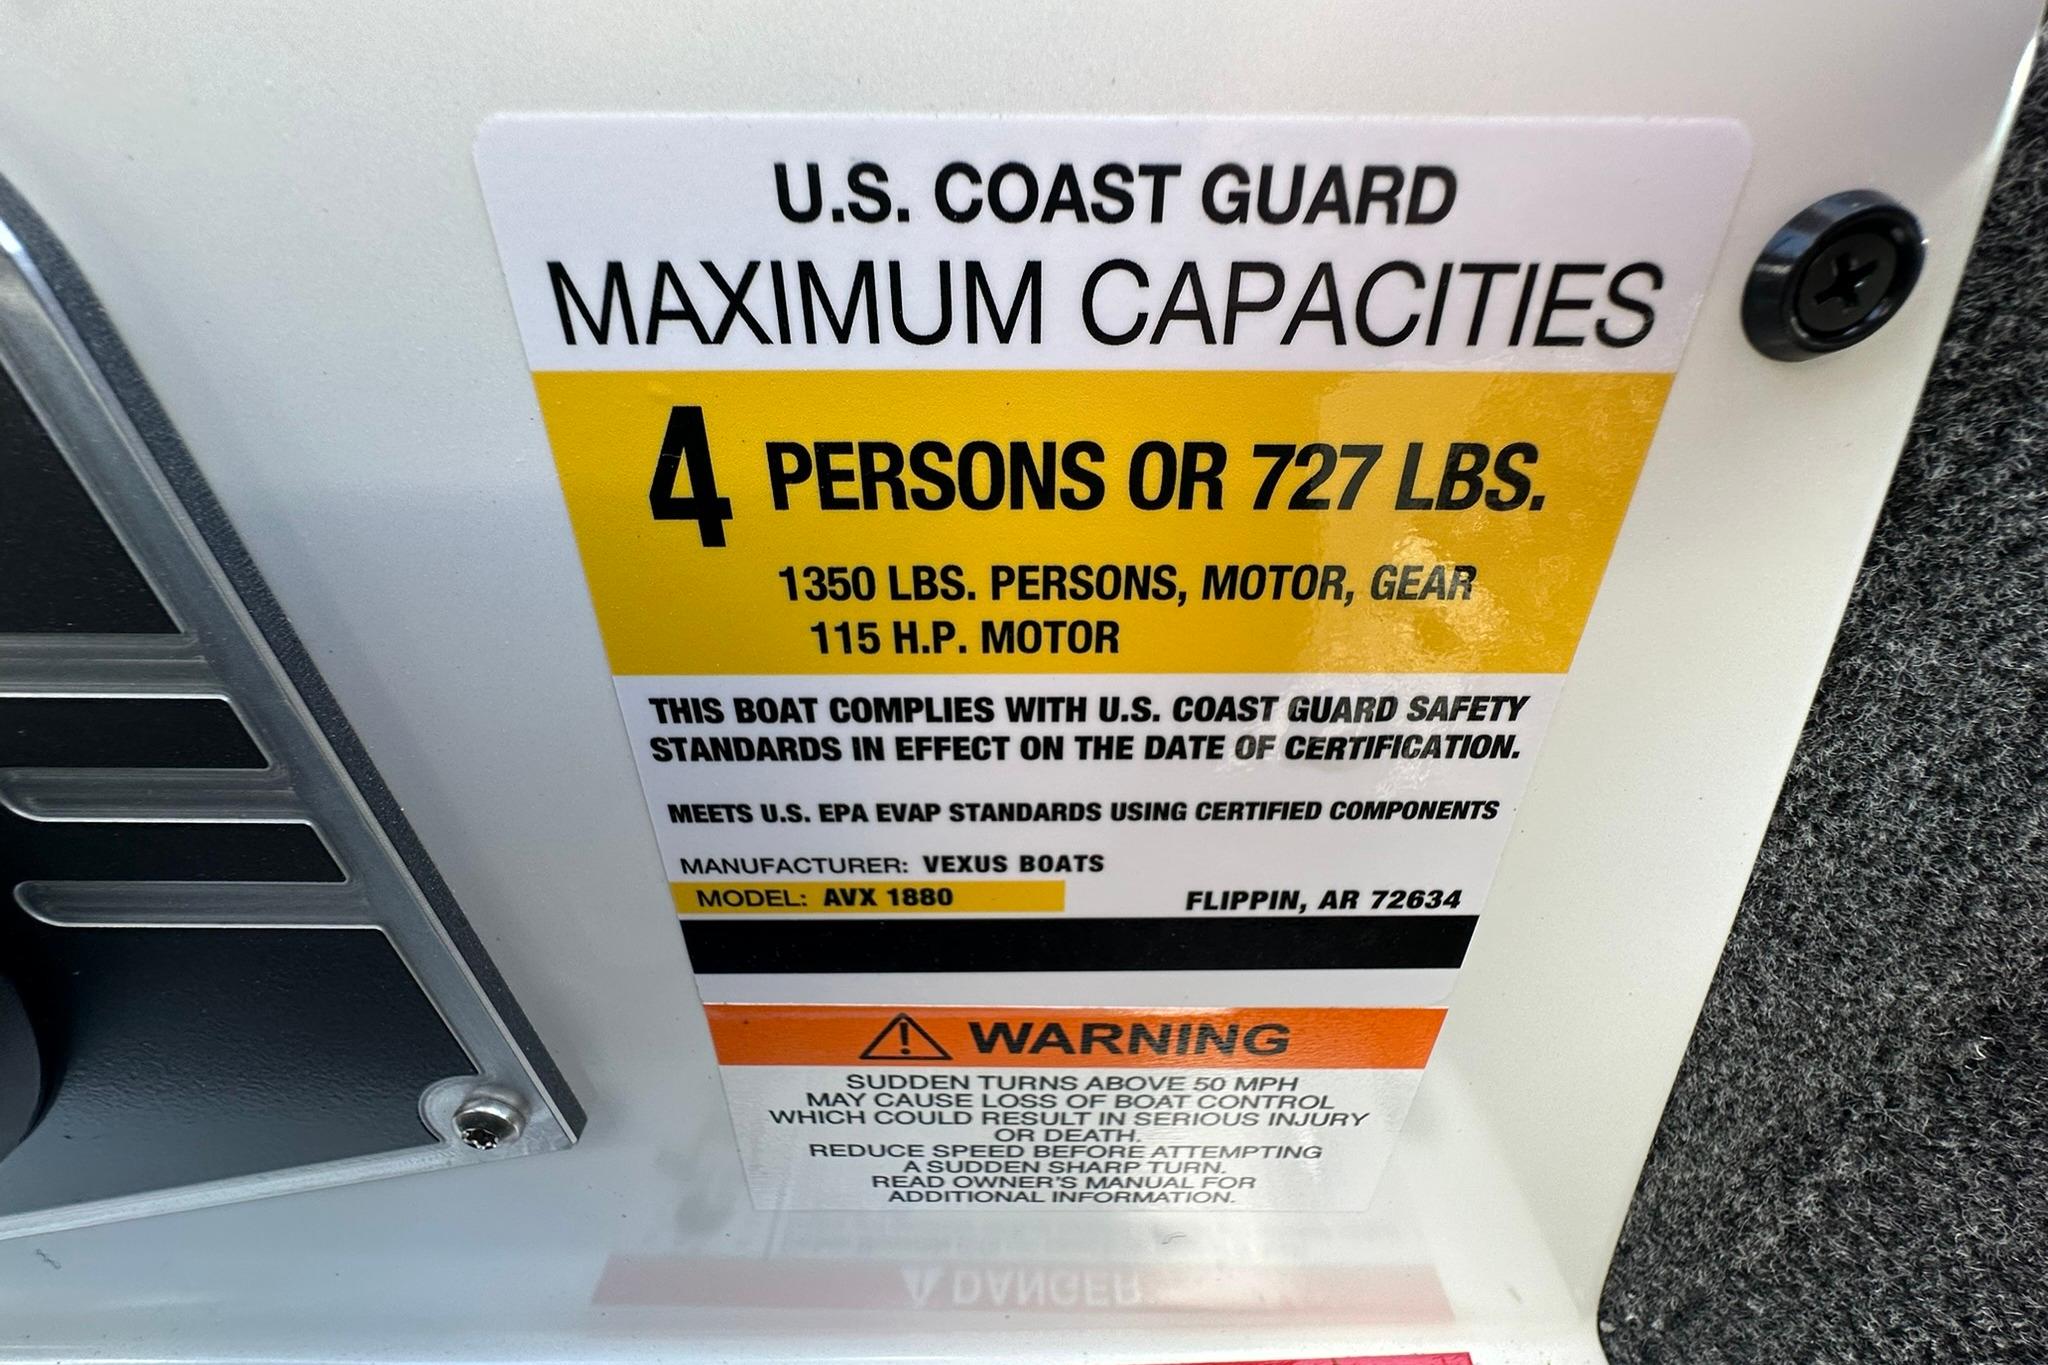 U.S. COAST GUARD
MAXIMUM CAPACITIES
4 PERSONS OR 727 LBS.
1350 LBS. PERSONS, MOTOR, GEAR
115 H.P. MOTOR
THIS BOAT COMPLIES WITH U.S. COAST GUARD SAFETY
STANDARDS IN EFFECT ON THE DATE OF CERTIFICATION.
MEETS U.S. EPA EVAP STANDARDS USING CERTIFIED COMPONENTS
MANUFACTURER: VEXUS BOATS
MODEL: AVX 1880 FLIPPIN, AR 72634
WARNING
SUDDEN TURNS ABOVE 50 MPH
MAY CAUSE LOSS OF BOAT CONTROL
WHICH COULD RESULT IN SERIOUS INJURY
OR DEATH.
REDUCE SPEED BEFORE ATTEMPTING
A SUDDEN SHARP TURN.
READ OWNER'S MANUAL FOR
ADDITIONAL INFORMATION.
DANGER